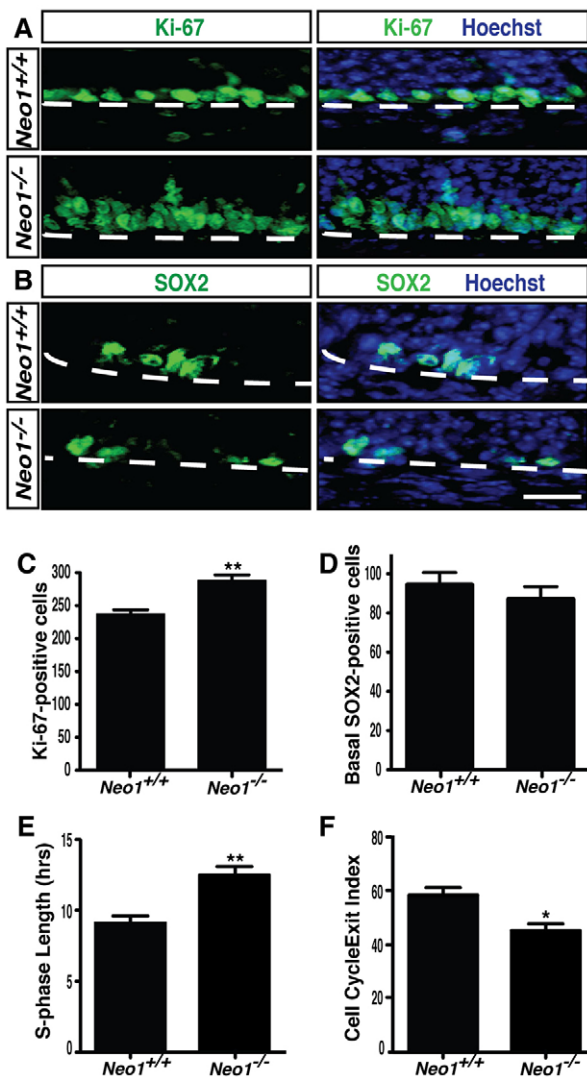 A Ki-67 Ki-67 Hoechst
Neo1+/+
Neo1-/-
B SOX2 SOX2 Hoechst
Neo1+/+
Neo1-/-
C
Ki-67-positive cells
300
250
200
150
100
50
0
**
Neo1+/+ Neo1-/-
D
Basal SOX2-positive cells
100
80
60
40
20
0
Neo1+/+ Neo1-/-
E
S-phase Length (hrs)
15
10
5
0
**
Neo1+/+ Neo1-/-
F
Cell CycleExit Index
80
60
40
20
0
*
Neo1+/+ Neo1-/-